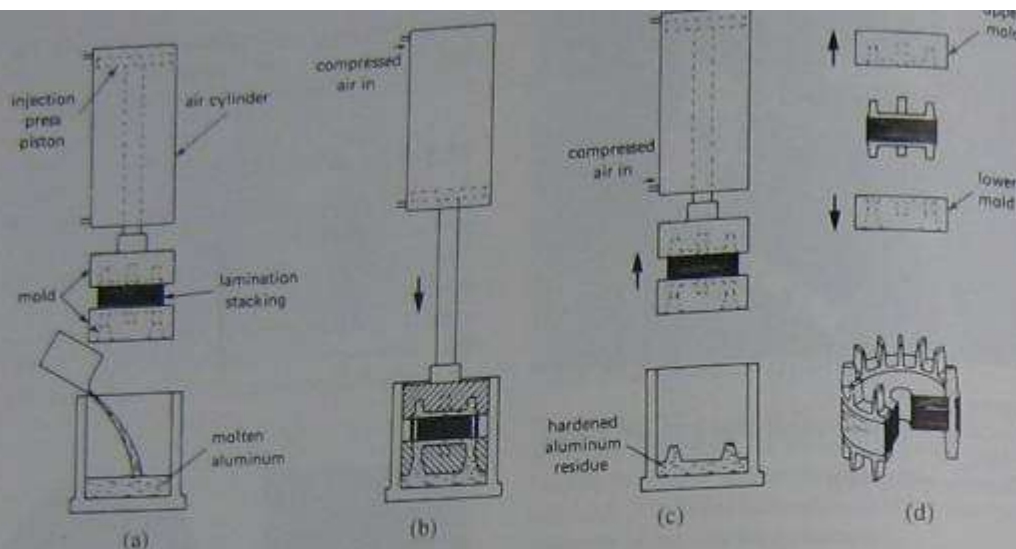 injection
press
piston
air cylinder
mold
lamination
stacking
molten
aluminum
(a)
compressed
air in
(b)
compressed
air in
hardened
aluminum
residue
(c)
mold
lower
mold
(d)